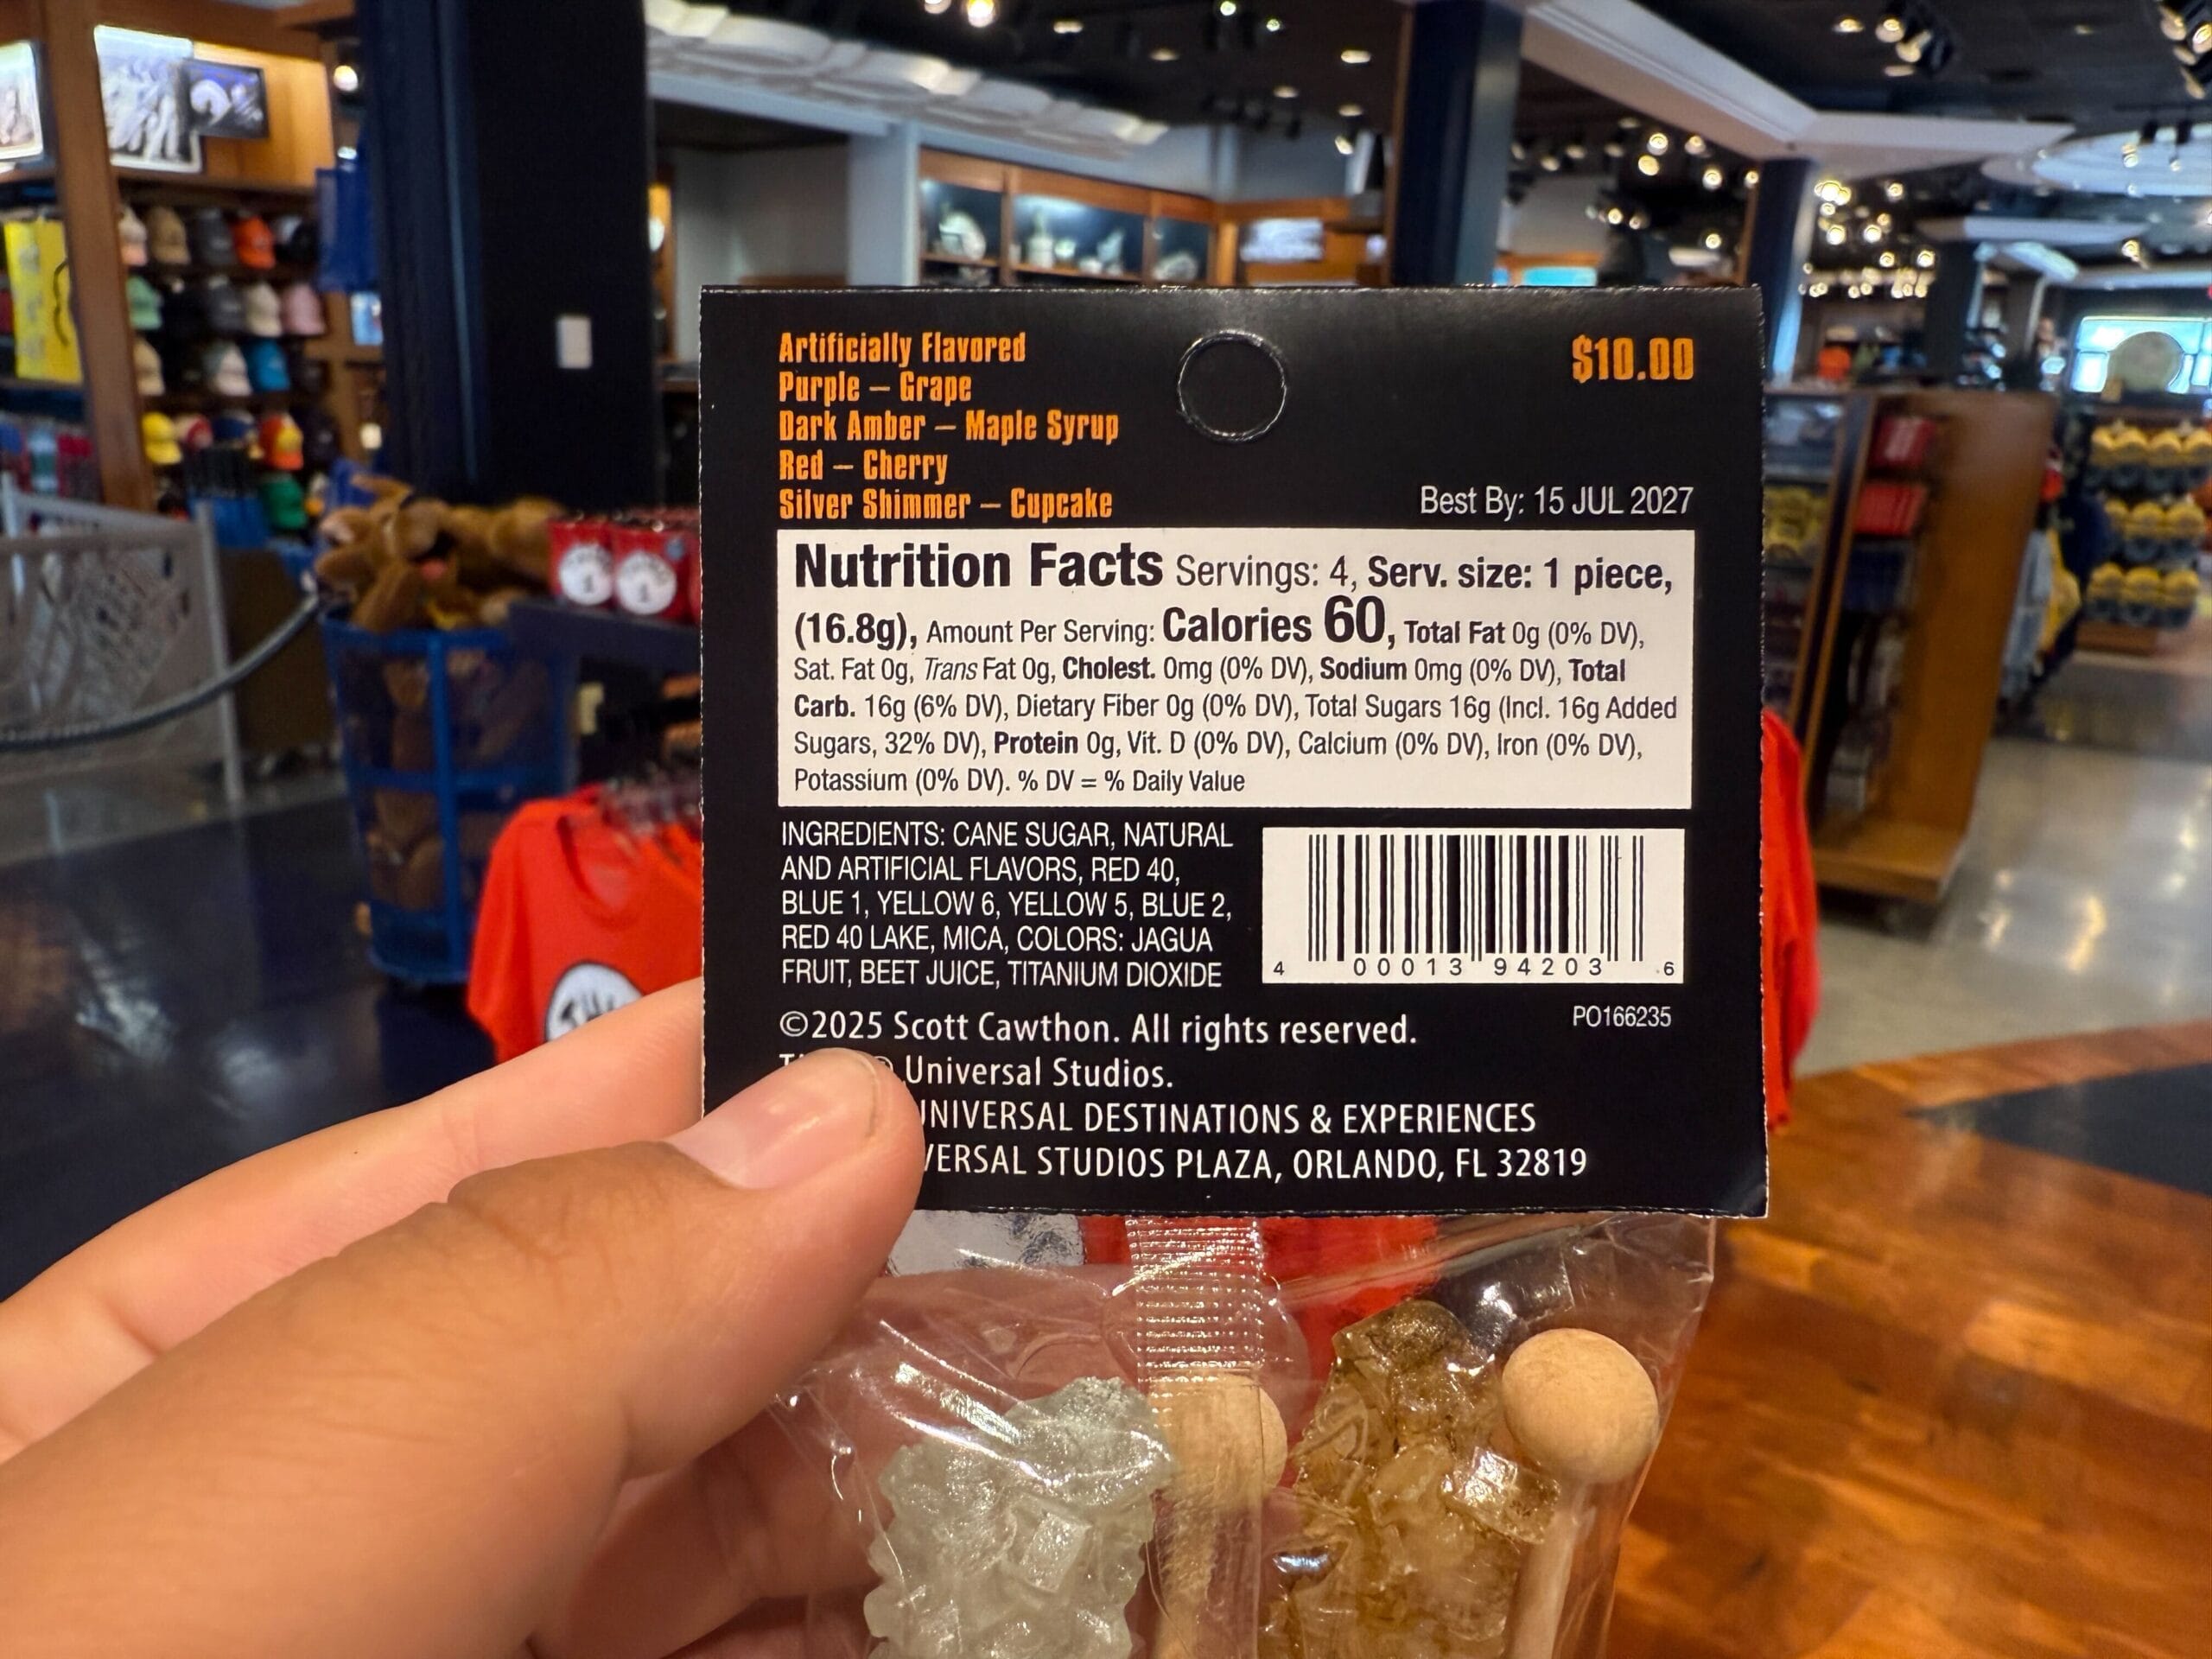 Artificially Flavored
Purple – Grape
Dark Amber – Maple Syrup
Red – Cherry
Silver Shimmer – Cupcake
$10.00
Best By: 15 JUL 2027
Nutrition Facts Servings: 4, Serv. size: 1 piece,
(16.8g), Amount Per Serving: Calories 60, Total Fat 0g (0% DV),
Sat. Fat 0g, Trans Fat 0g, Cholest. 0mg (0% DV), Sodium 0mg (0% DV), Total
Carb. 16g (6% DV), Dietary Fiber 0g (0% DV), Total Sugars 16g (Incl. 16g Added
Sugars, 32% DV), Protein 0g, Vit. D (0% DV), Calcium (0% DV), Iron (0% DV),
Potassium (0% DV). % DV = % Daily Value
INGREDIENTS: CANE SUGAR, NATURAL
AND ARTIFICIAL FLAVORS, RED 40,
BLUE 1, YELLOW 6, YELLOW 5, BLUE 2,
RED 40 LAKE, MICA, COLORS: JAGUA
FRUIT, BEET JUICE, TITANIUM DIOXIDE
4 00013 94203 6
PO166235
©2025 Scott Cawthon. All rights reserved.
Universal Studios.
DESTINATIONS & EXPERIENCES
STUDIOS PLAZA, ORLANDO, FL 32819